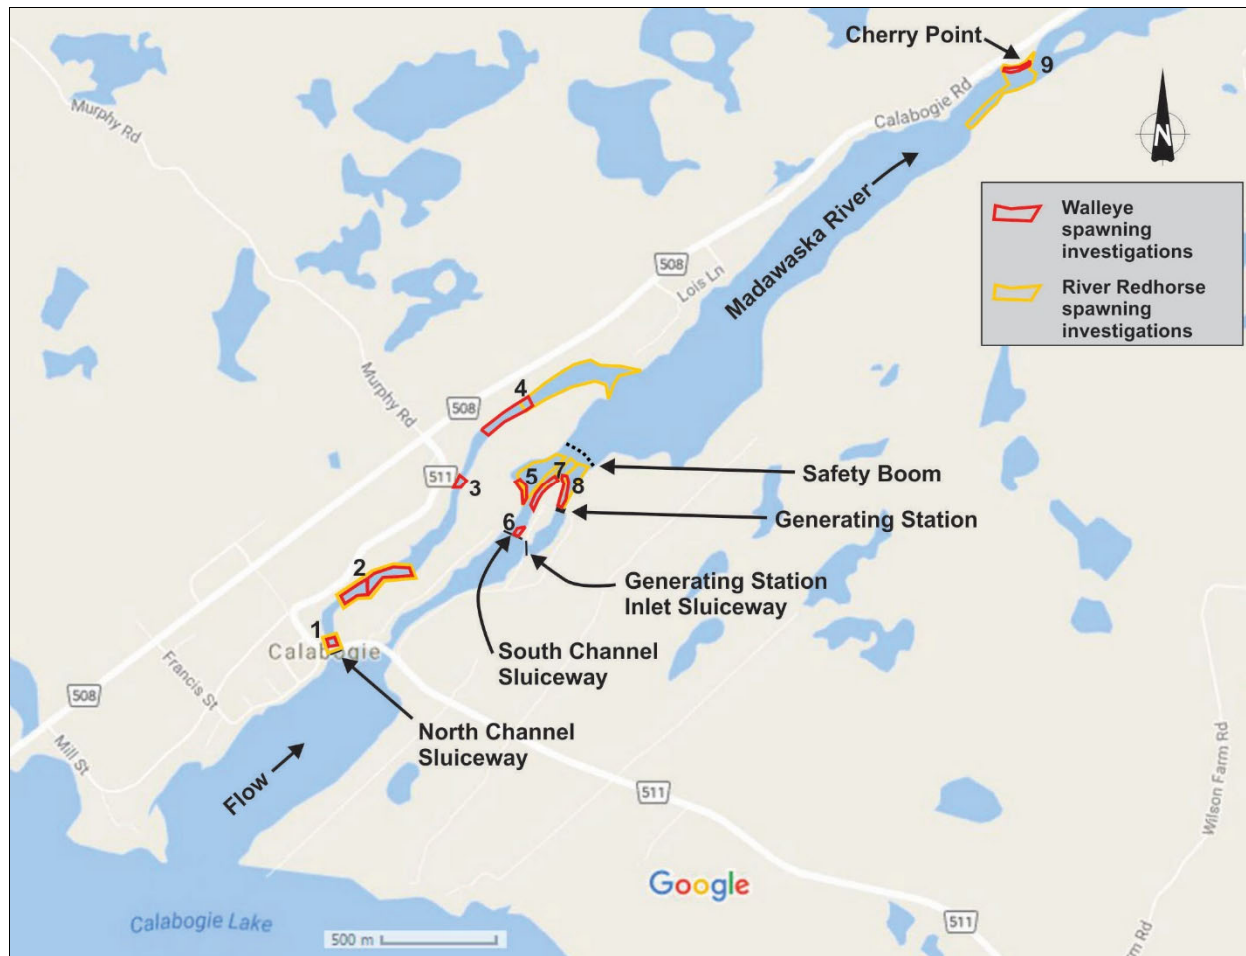 Cherry Point
9
Calabogie Rd
Murphy Rd
N
Walleye
spawning
investigations
River Redhorse
spawning
investigations
Madawaska River
508
Lois Ln
Murphy Rd
4
508
511
3
5
7
8
Safety Boom
Generating Station
6
2
Generating Station
Inlet Sluiceway
1
Calabogie
South Channel
Sluiceway
Francis St
508
Mill St
North Channel
Sluiceway
Flow
511
Wilson Farm Rd
Google
Calabogie Lake
500 m
511
rm Rd